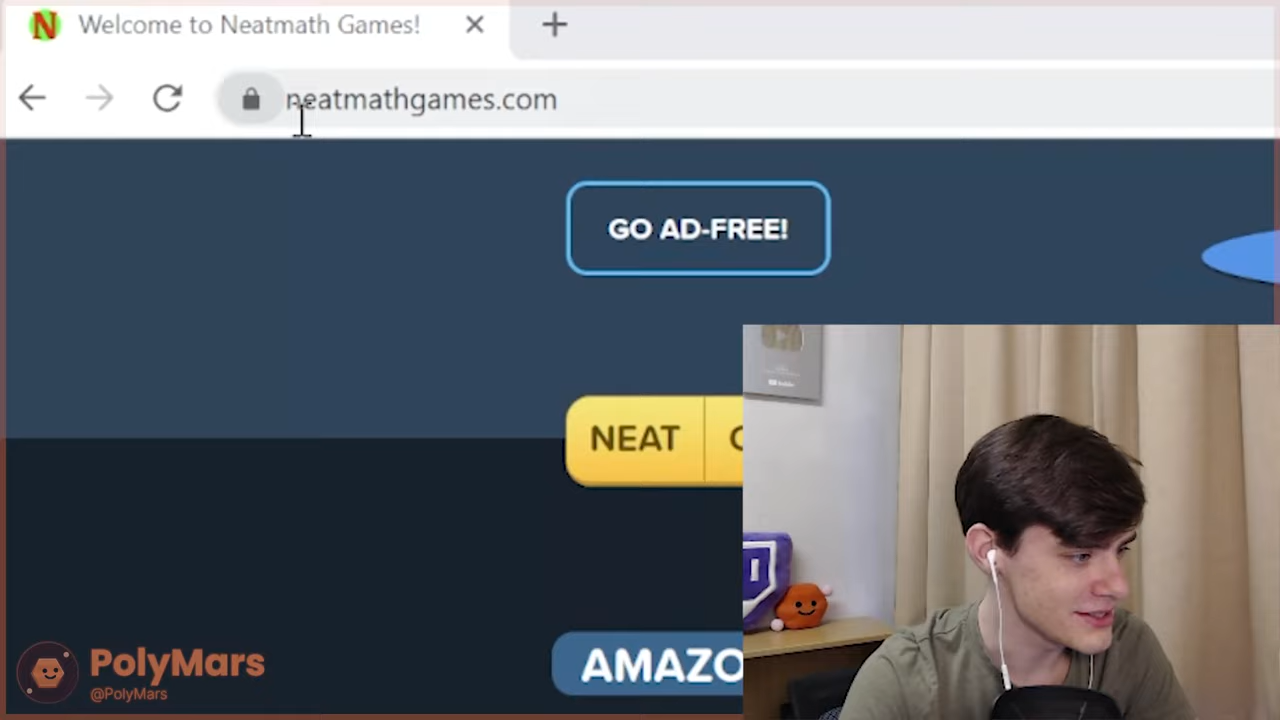 Welcome to Neatmath Games!
neatmathgames.com
GO AD-FREE!
NEAT
AMAZO
PolyMars
@PolyMars